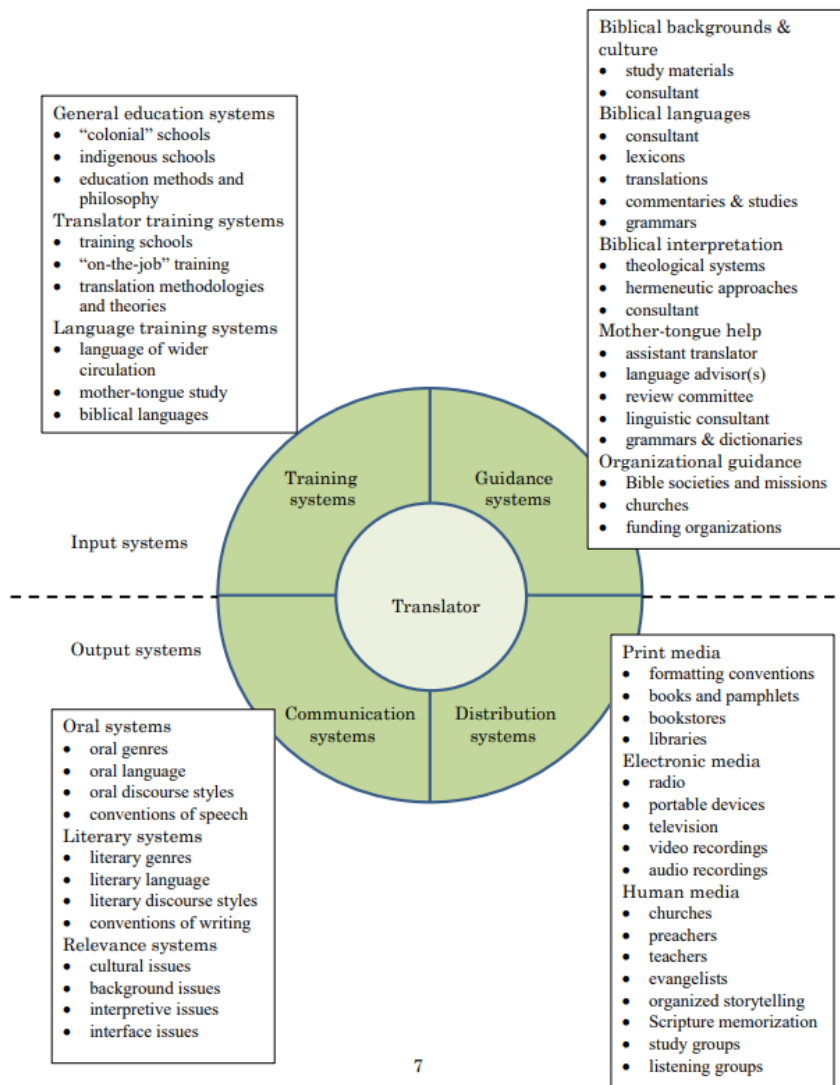 Biblical backgrounds &
culture
• study materials
• consultant
Biblical languages
• consultant
• lexicons
• translations
• commentaries & studies
• grammars
Biblical interpretation
• theological systems
• hermeneutic approaches
• consultant
Mother-tongue help
• assistant translator
• language advisor(s)
• review committee
• linguistic consultant
• grammars & dictionaries
Organizational guidance
• Bible societies and missions
• churches
• funding organizations
General education systems
• “colonial” schools
• indigenous schools
• education methods and
philosophy
Translator training systems
• training schools
• “on-the-job” training
• translation methodologies
and theories
Language training systems
• language of wider
circulation
• mother-tongue study
• biblical languages
Training
systems
Guidance
systems
Input systems
Translator
Output systems
Communication
systems
Distribution
systems
Oral systems
• oral genres
• oral language
• oral discourse styles
• conventions of speech
Literary systems
• literary genres
• literary language
• literary discourse styles
• conventions of writing
Relevance systems
• cultural issues
• background issues
• interpretive issues
• interface issues
Print media
• formatting conventions
• books and pamphlets
• bookstores
• libraries
Electronic media
• radio
• portable devices
• television
• video recordings
• audio recordings
Human media
• churches
• preachers
• teachers
• evangelists
• organized storytelling
• Scripture memorization
• study groups
• listening groups
7